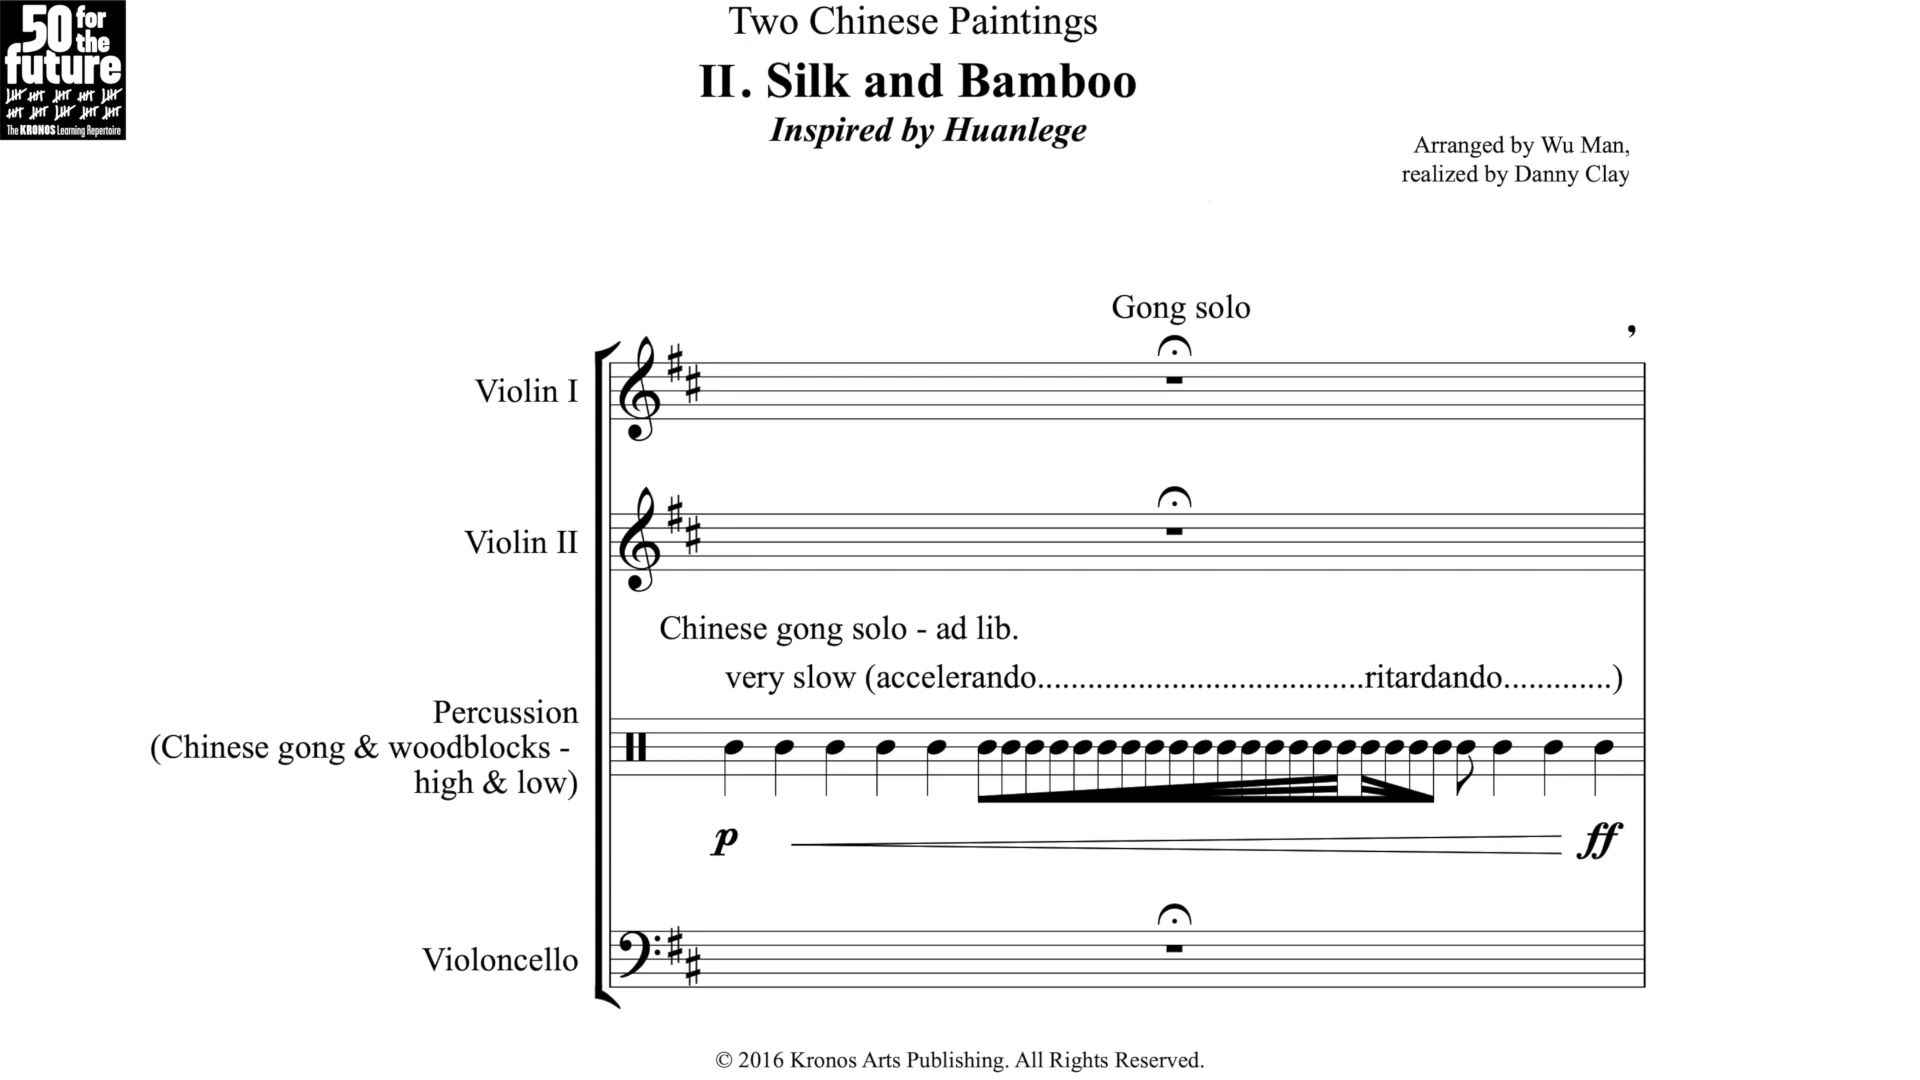 50 for
the
future
The KRONOS Learning Repertoire
Two Chinese Paintings
II. Silk and Bamboo
Inspired by Huanlege
Arranged by Wu Man,
realized by Danny Clay
Gong solo
Violin I
Violin II
Chinese gong solo - ad lib.
very slow (accelerando.......................................ritardando.............)
Percussion
(Chinese gong & woodblocks -
high & low)
p
ff
Violoncello
© 2016 Kronos Arts Publishing. All Rights Reserved.